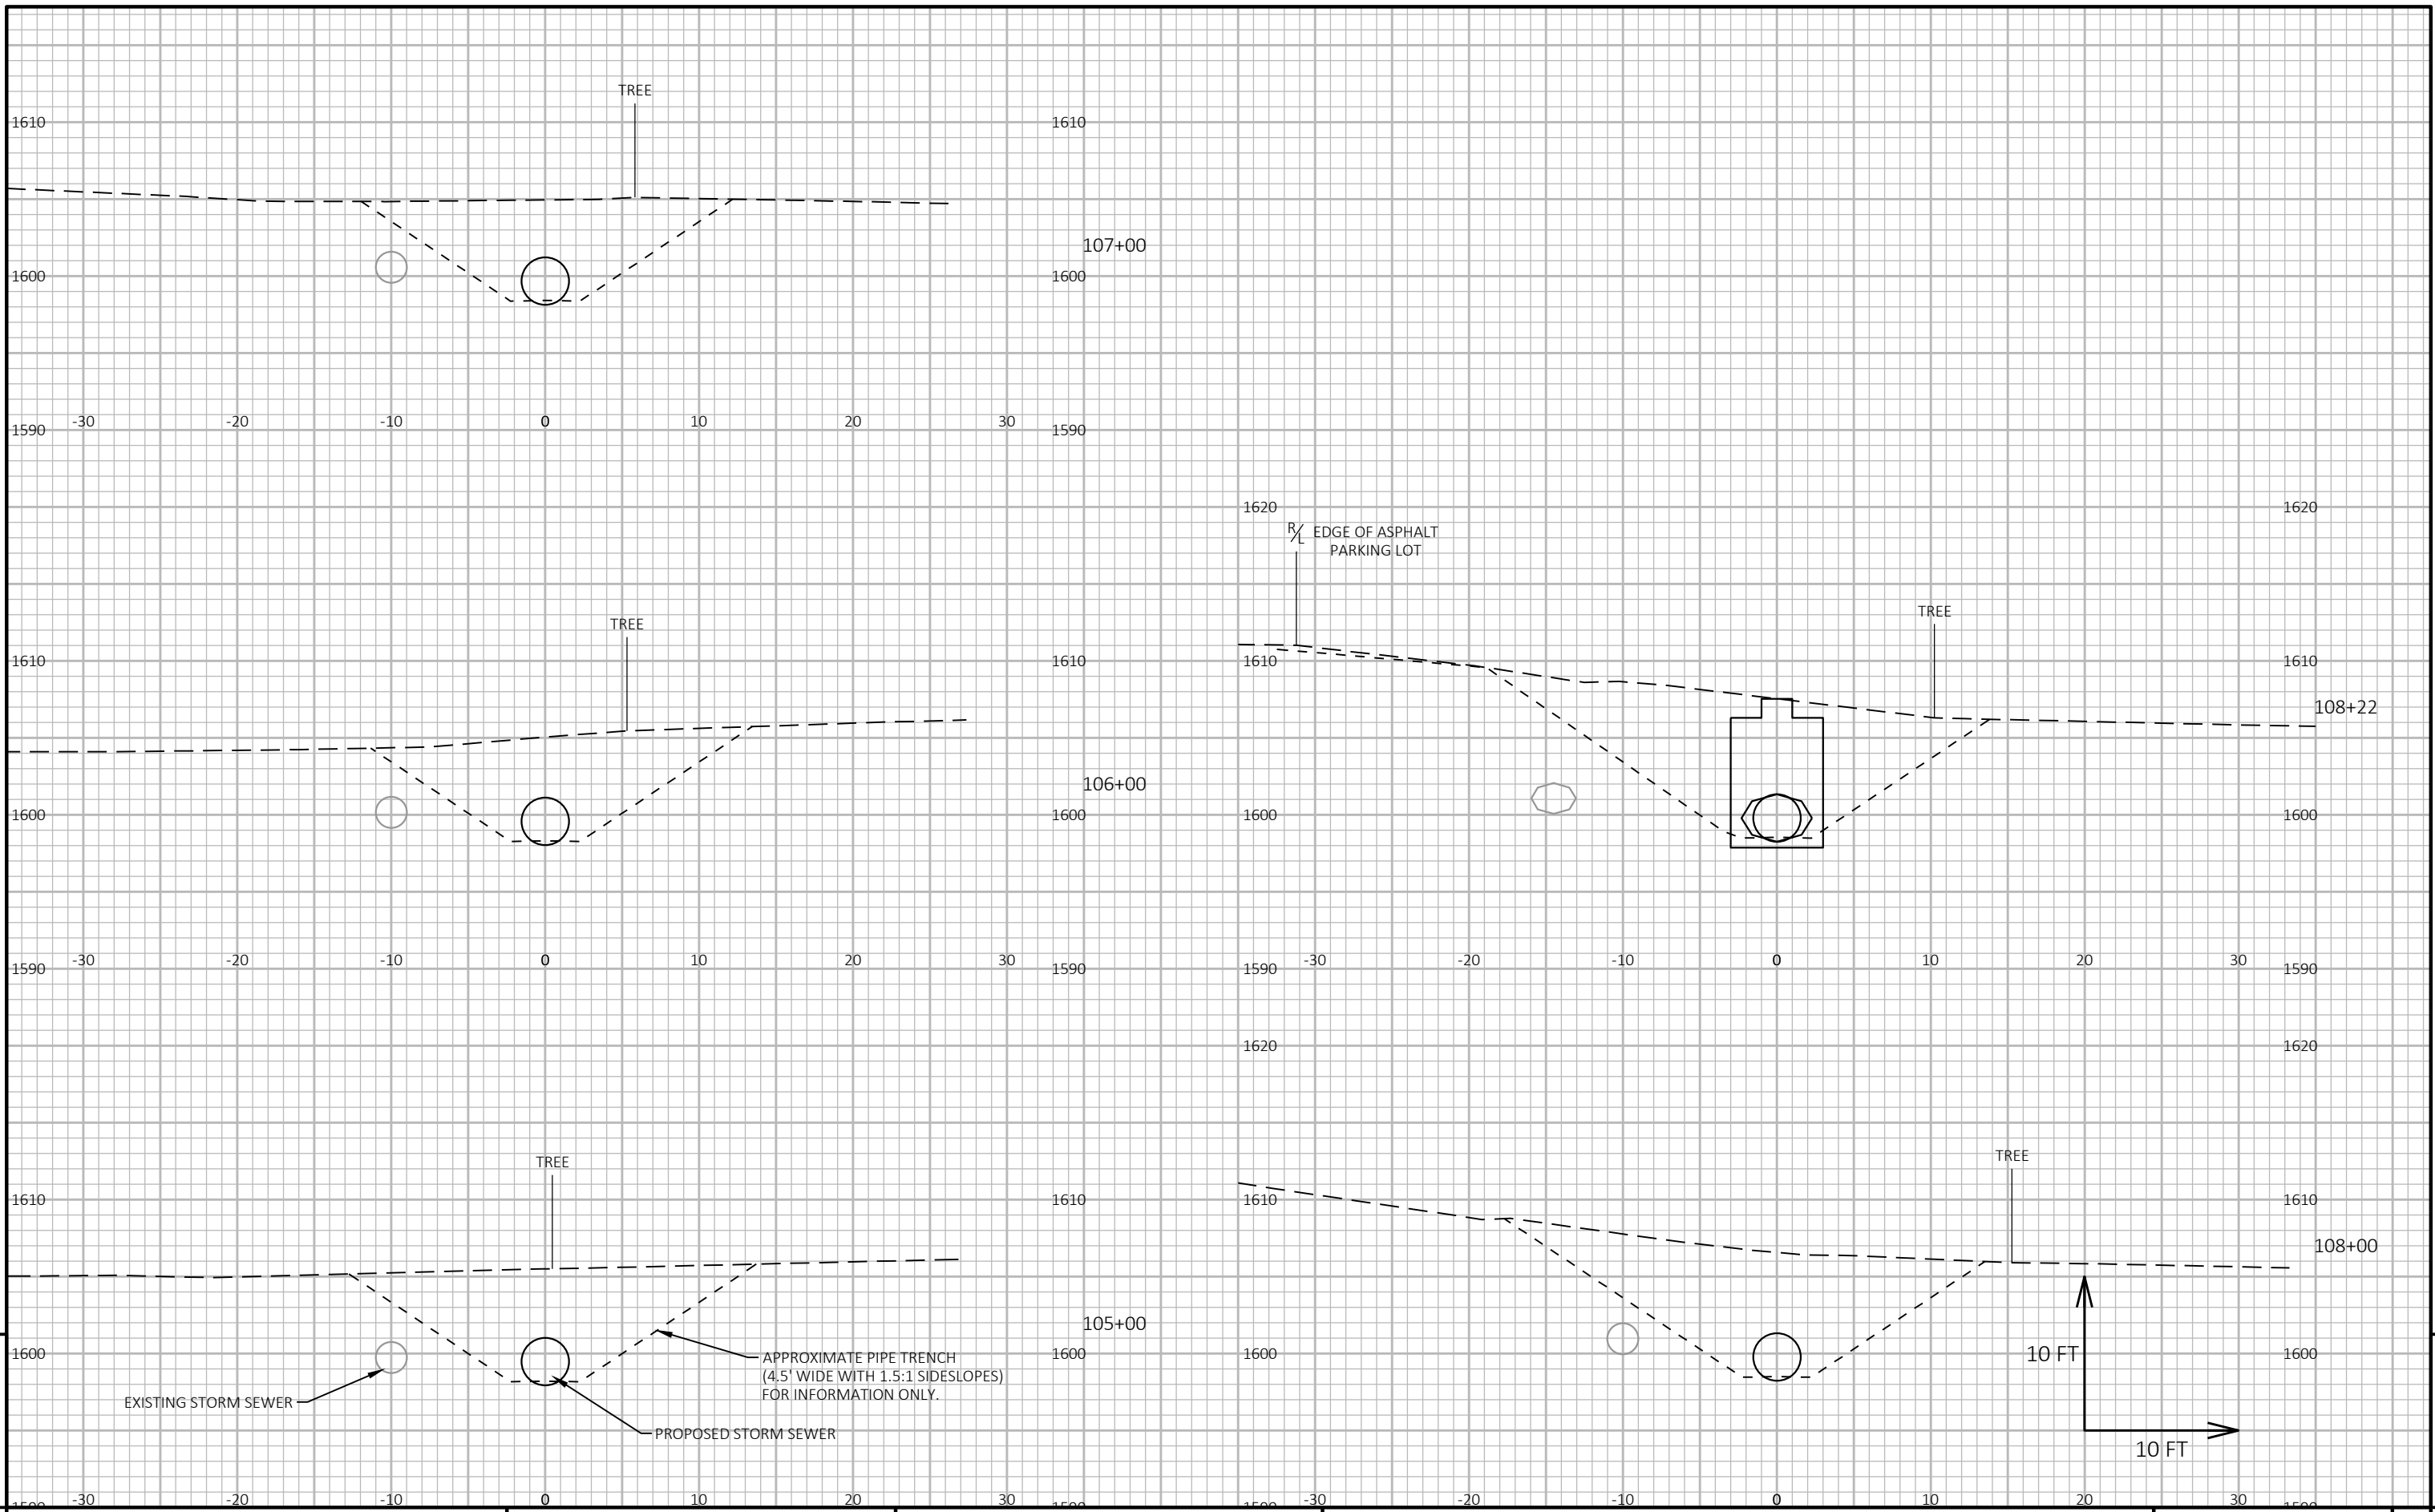 TREE
1610 1610
107+00
1600 1600
-30 -20 -10 0 10 20 30
1590 1590
1620 1620
R/L EDGE OF ASPHALT
PARKING LOT
TREE
TREE
1610 1610 1610 1610
108+22
106+00
1600 1600 1600 1600
-30 -20 -10 0 10 20 30 -30 -20 -10 0 10 20 30
1590 1590 1590 1590
1620 1620
TREE
TREE
1610 1610 1610 1610
108+00
105+00
1600 1600 1600 1600
10 FT
APPROXIMATE PIPE TRENCH
(4.5' WIDE WITH 1.5:1 SIDESLOPES)
FOR INFORMATION ONLY.
EXISTING STORM SEWER
PROPOSED STORM SEWER
10 FT
-30 -20 -10 0 10 20 30 -30 -20 -10 0 10 20 30
1590 1590 1590 1590